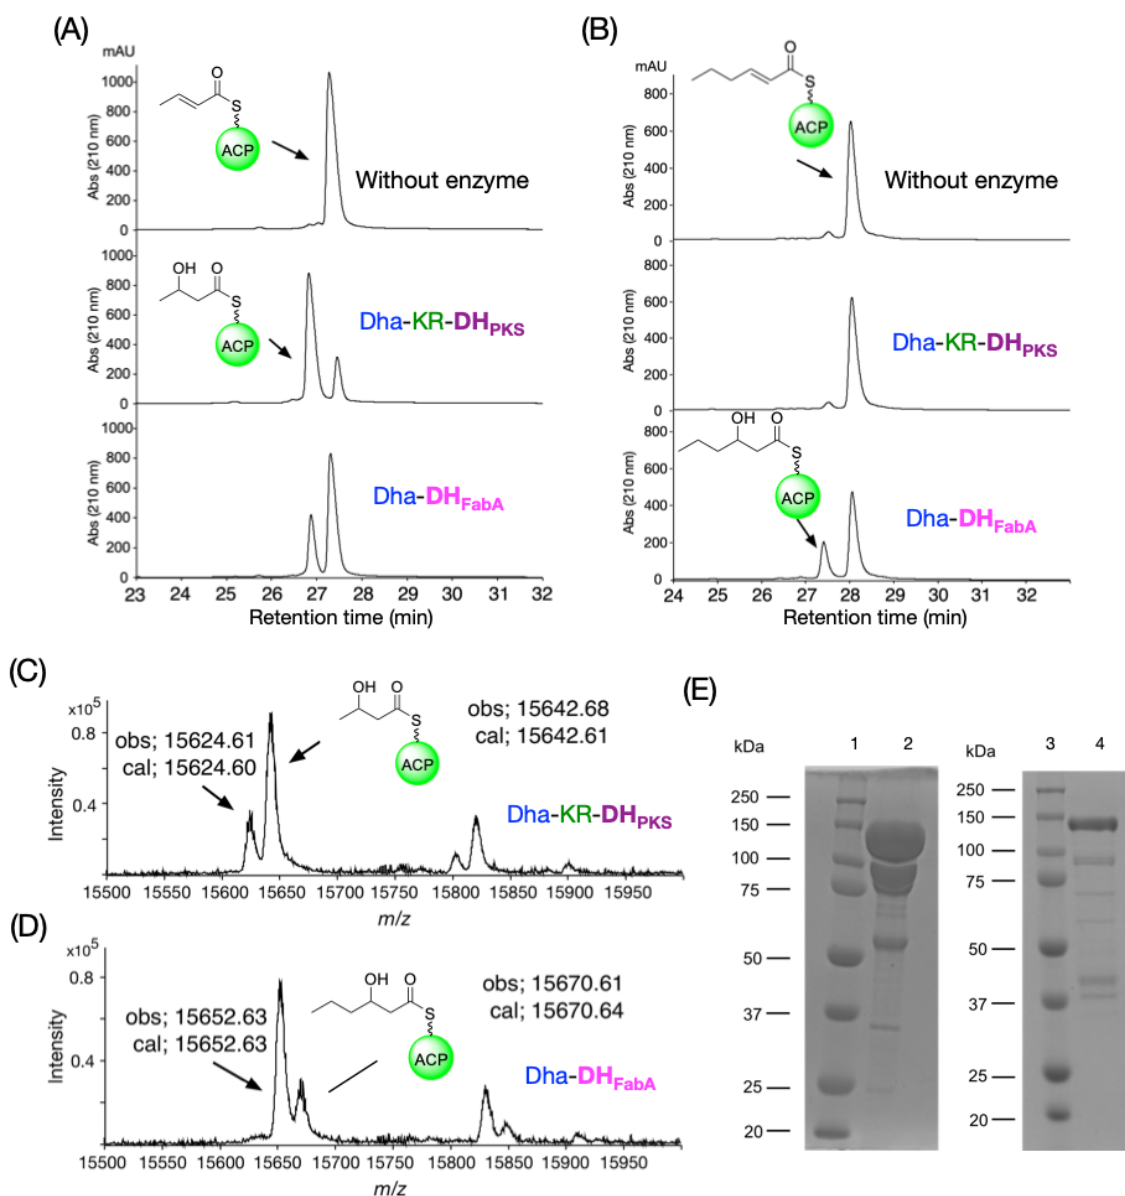 (A)
mAU
1000
800
600
400
200
0
Abs (210 nm)
O
S
ACP
Without enzyme
1000
800
600
400
200
0
Abs (210 nm)
OH O
S
ACP
Dha-KR-DHPKS
1000
800
600
400
200
0
Abs (210 nm)
Dha-DHFabA
23 24 25 26 27 28 29 30 31 32
Retention time (min)
(B)
mAU
800
600
400
200
0
Abs (210 nm)
O
S
ACP
Without enzyme
800
600
400
200
0
Abs (210 nm)
Dha-KR-DHPKS
800
600
400
200
0
Abs (210 nm)
OH O
S
ACP
Dha-DHFabA
24 25 26 27 28 29 30 31 32
Retention time (min)
(C)
x105
0.8
0.4
Intensity
obs; 15624.61
cal; 15624.60
OH O
S
ACP
obs; 15642.68
cal; 15642.61
Dha-KR-DHPKS
15500 15550 15600 15650 15700 15750 15800 15850 15900 15950
m/z
(D)
x105
0.8
0.4
Intensity
obs; 15652.63
cal; 15652.63
OH O
S
ACP
obs; 15670.61
cal; 15670.64
Dha-DHFabA
15500 15550 15600 15650 15700 15750 15800 15850 15900 15950
m/z
(E)
kDa 1 2
250
150
100
75
50
37
25
20
kDa 3 4
250
150
100
75
50
37
25
20